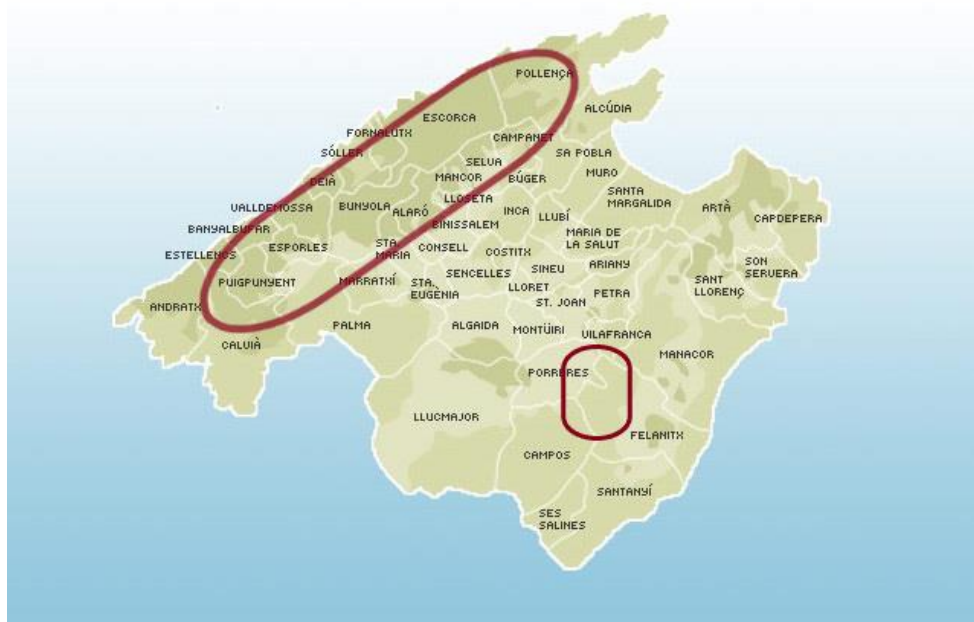 POLLENÇA
ALCÚDIA
ESCORCA
FORNALUTX
CAMPANET
SÓLLER
SA POBLA
SELVA
MURO
DEIÀ
MANCOR
BÚGER
SANTA
MARGALIDA
LLOSETA
VALLDEMOSSA
BUNYOLA
ALARÓ
INCA
LLUBÍ
ARTÀ
CAPDEPERA
BANYALBUFAR
BINISSALEM
MARIA DE
LA SALUT
ESTELLENCS
ESPORLES
STA.
MARIA
CONSELL
COSTITX
ARIANY
SON
SERVERA
PUIGPUNYENT
MARRATXÍ
STA.
EUGÈNIA
SENCELLES
SINEU
LLORET
PETRA
SANT
LLORENÇ
ANDRATX
ST. JOAN
PALMA
ALGAIDA
MONTÜIRI
VILAFRANCA
CALVIÀ
MANACOR
PORRERES
LLUCMAJOR
FELANITX
CAMPOS
SANTANYÍ
SES
SALINES